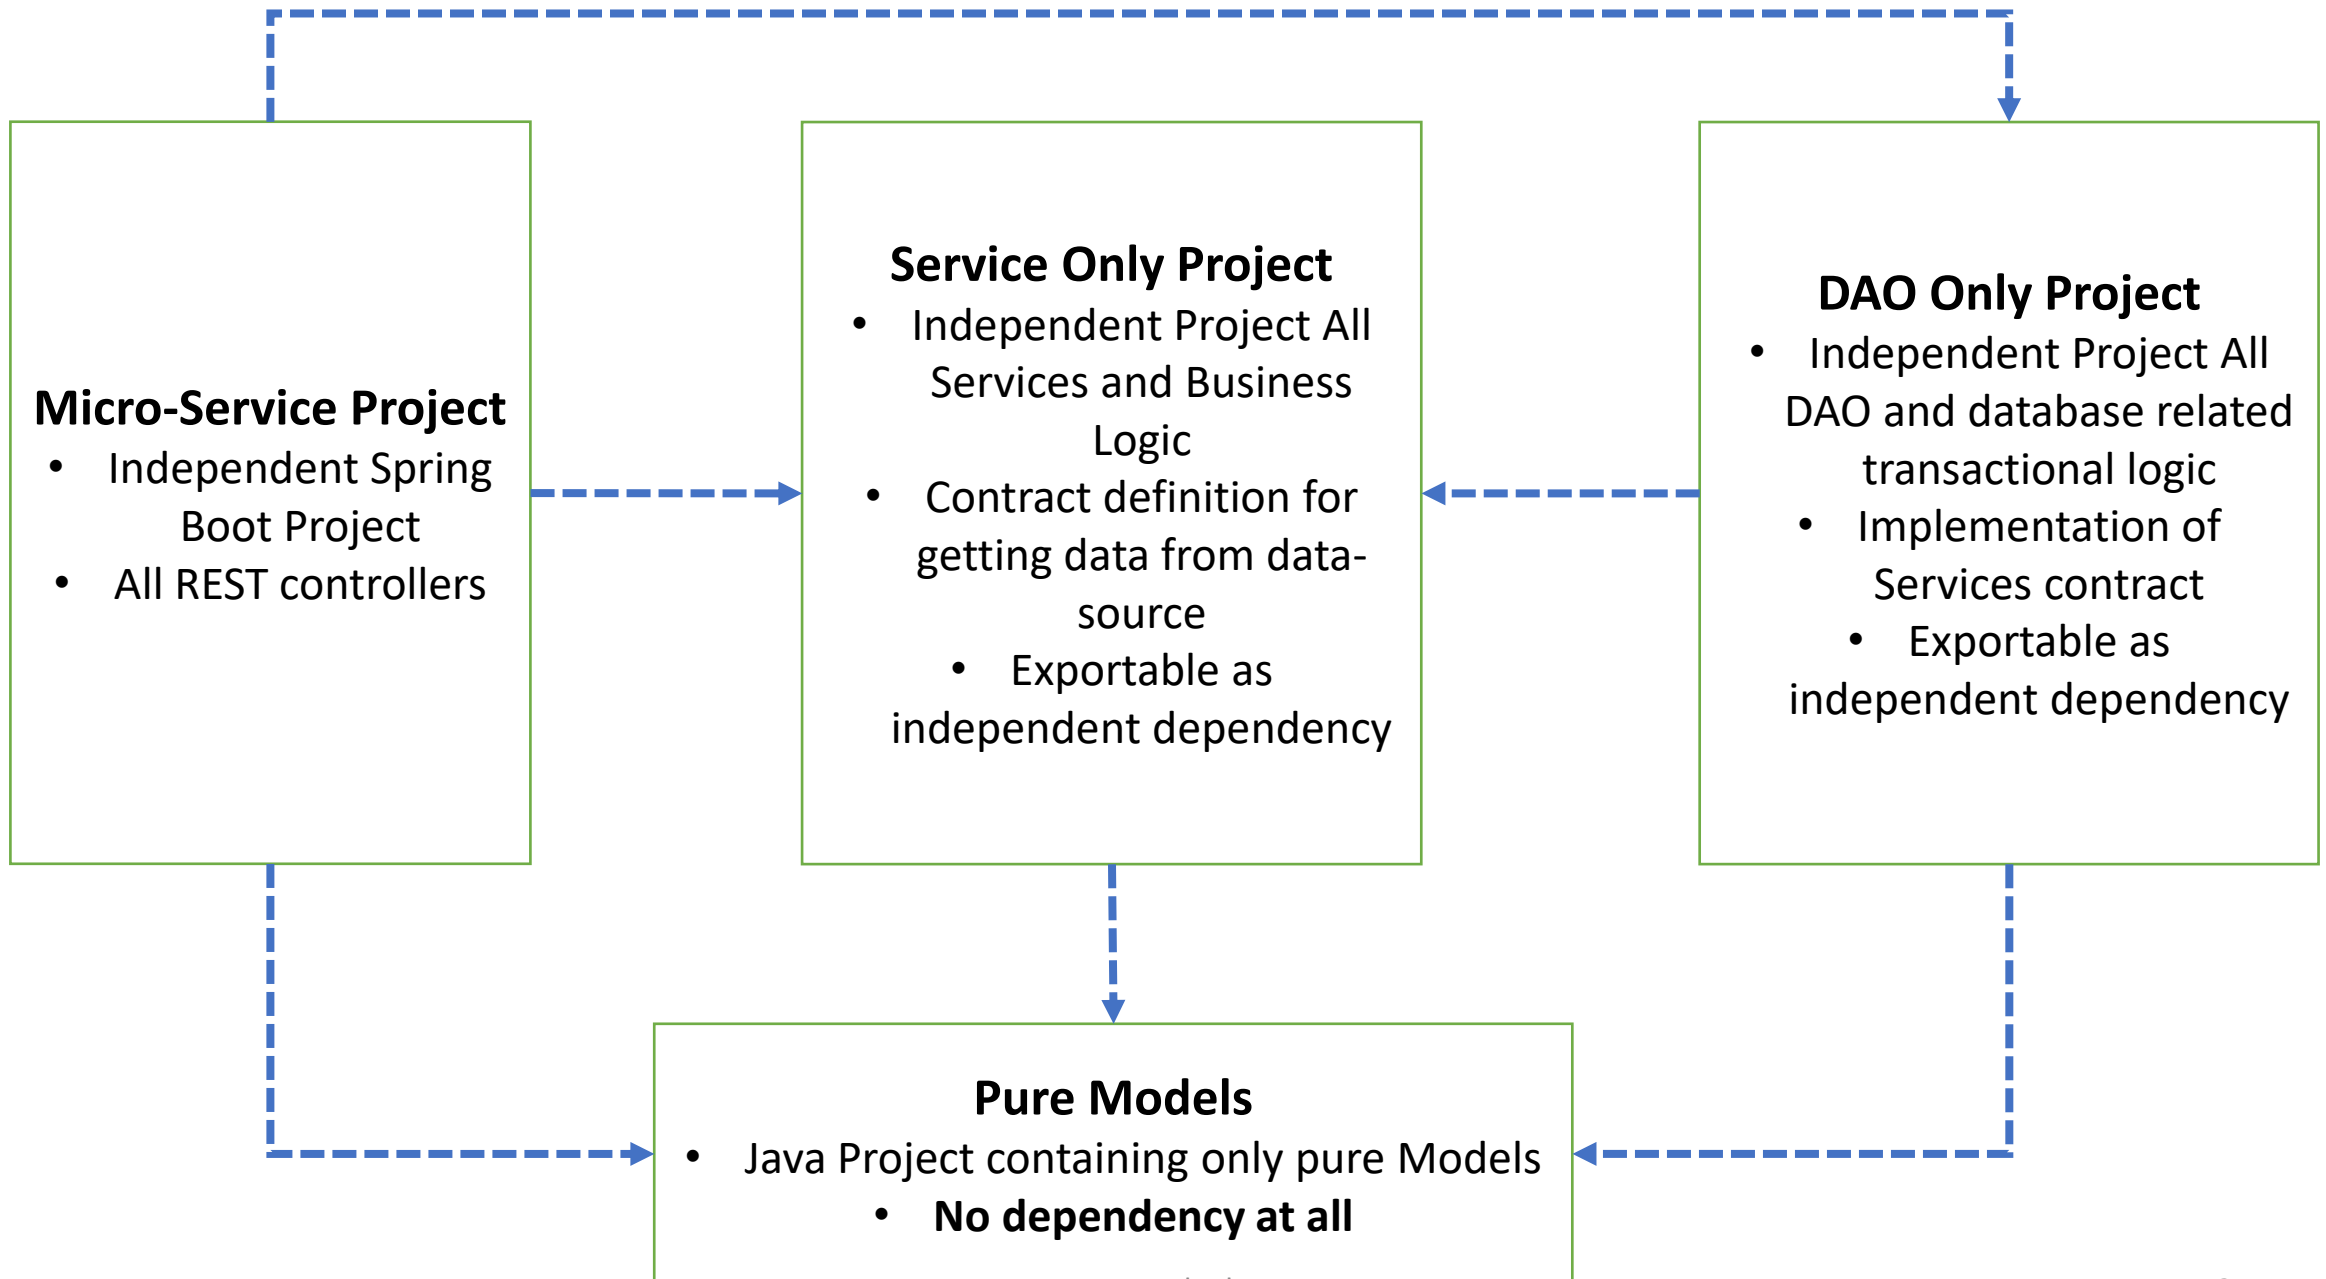 Micro-Service Project
• Independent Spring
Boot Project
• All REST controllers
Service Only Project
• Independent Project All
Services and Business
Logic
• Contract definition for
getting data from data-
source
• Exportable as
independent dependency
DAO Only Project
• Independent Project All
DAO and database related
transactional logic
• Implementation of
Services contract
• Exportable as
independent dependency
Pure Models
• Java Project containing only pure Models
• No dependency at all